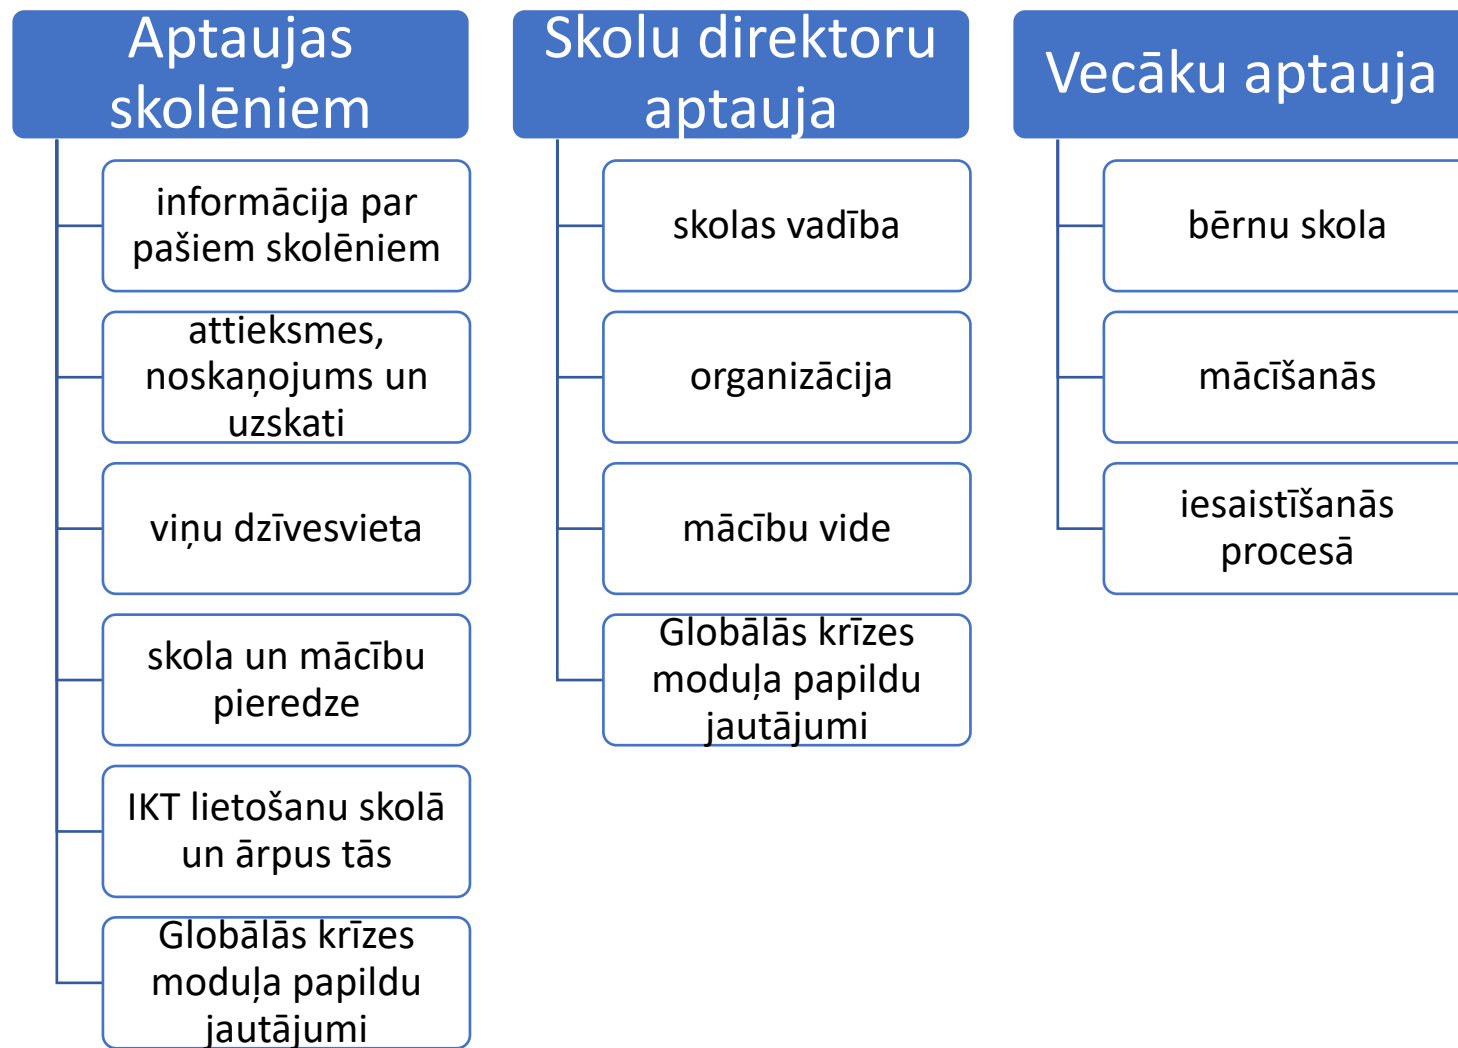 Aptaujas
skolēniem
informācija par
pašiem skolēniem
attieksmes,
noskaņojums un
uzskati
viņu dzīvesvieta
skola un mācību
pieredze
IKT lietošanu skolā
un ārpus tās
Globālās krīzes
moduļa papildu
jautājumi
Skolu direktoru
aptauja
skolas vadība
organizācija
mācību vide
Globālās krīzes
moduļa papildu
jautājumi
Vecāku aptauja
bērnu skola
mācīšanās
iesaistīšanās
procesā